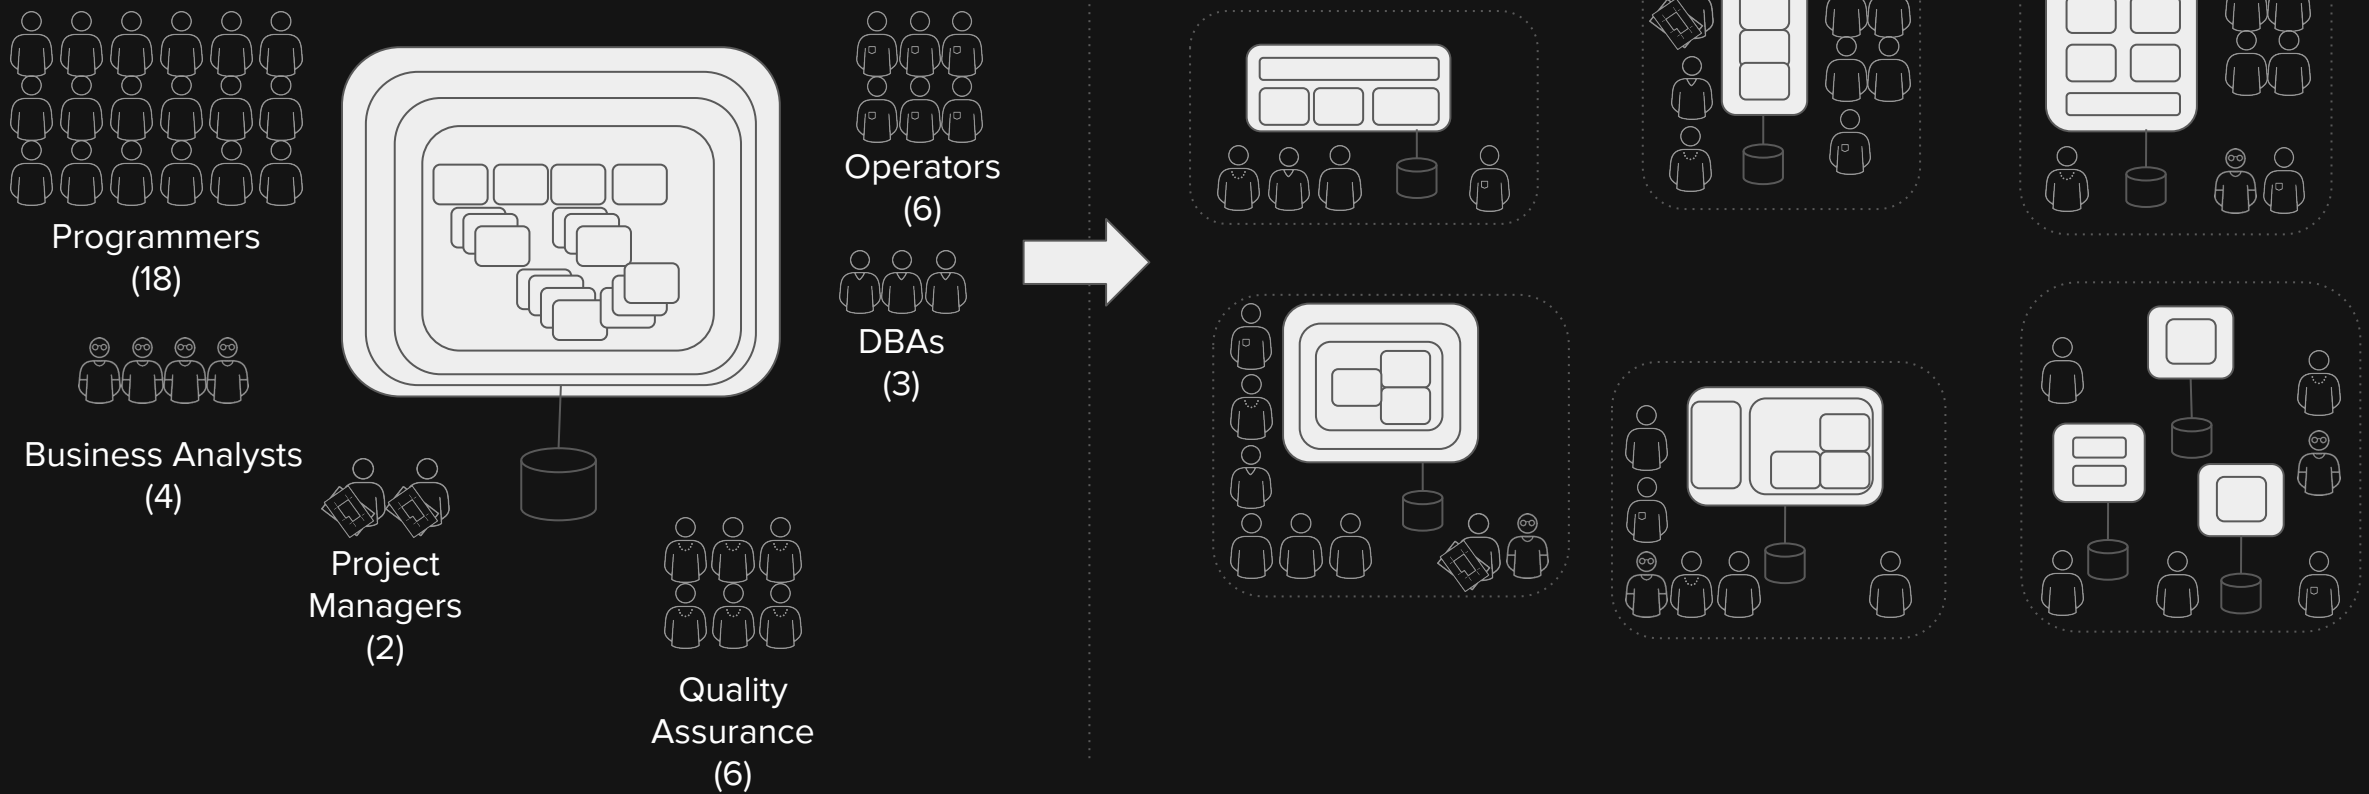 Programmers
(18)
Business Analysts
(4)
Project
Managers
(2)
Quality
Assurance
(6)
Operators
(6)
DBAs
(3)